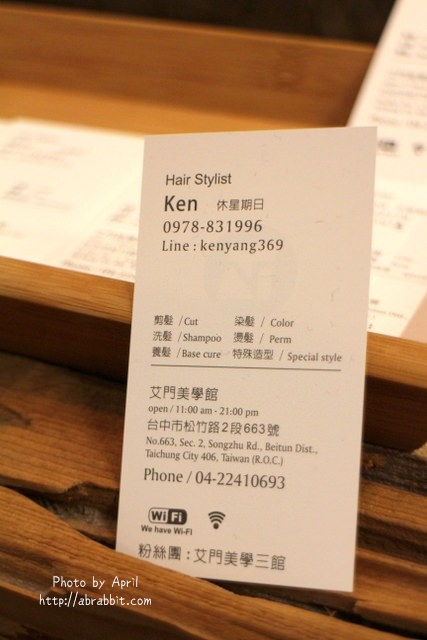 Hair Stylist
Ken 休星期日
0978-831996
Line : kenyang369
剪髮 / Cut 染髮 / Color
洗髮 / Shampoo 燙髮 / Perm
養髮 / Base cure 特殊造型 / Special style
艾門美學館
open / 11:00 am - 21:00 pm
台中市松竹路2段663號
No.663, Sec. 2, Songzhu Rd., Beitun Dist.,
Taichung City 406, Taiwan (R.O.C.)
Phone / 04-22410693
Wi Fi
We have Wi-Fi
粉絲團 : 艾門美學三館
Photo by April
http://abrabbit.com